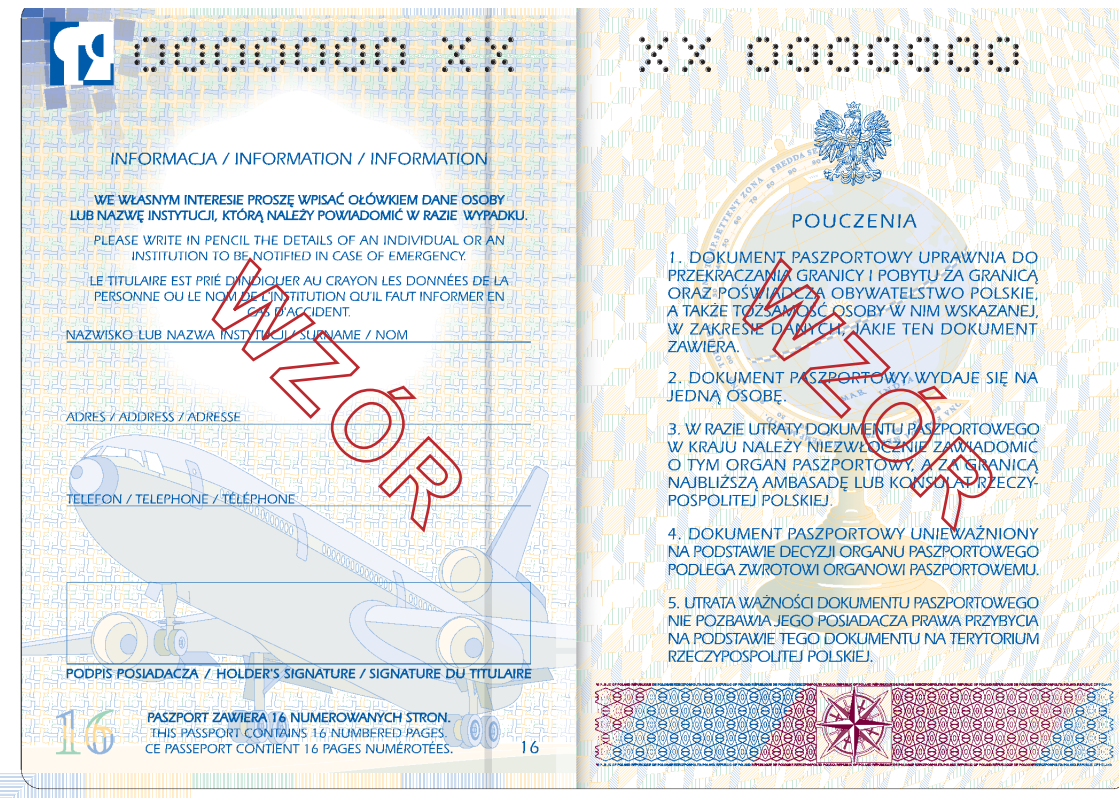 0000000 XX
INFORMACJA / INFORMATION / INFORMATION
WE WŁASNYM INTERESIE PROSZĘ WPISAĆ OŁÓWKIEM DANE OSOBY
LUB NAZWĘ INSTYTUCJI, KTÓRĄ NALEŻY POWIADOMIĆ W RAZIE WYPADKU.
PLEASE WRITE IN PENCIL THE DETAILS OF AN INDIVIDUAL OR AN
INSTITUTION TO BE NOTIFIED IN CASE OF EMERGENCY.
LE TITULAIRE EST PRIÉ D'INDIQUER AU CRAYON LES DONNÉES DE LA
PERSONNE OU LE NOM DE L'INSTITUTION QU'IL FAUT INFORMER EN
CAS D'ACCIDENT.
NAZWISKO LUB NAZWA INSTYTUCJI / SURNAME / NOM
WZÓR
ADRES / ADDRESS / ADRESSE
TELEFON / TELEPHONE / TÉLÉPHONE
PODPIS POSIADACZA / HOLDER'S SIGNATURE / SIGNATURE DU TITULAIRE
16
PASZPORT ZAWIERA 16 NUMEROWANYCH STRON.
THIS PASSPORT CONTAINS 16 NUMBERED PAGES.
CE PASSEPORT CONTIENT 16 PAGES NUMÉROTÉES.
16
XX 0000000
POUCZENIA
1. DOKUMENT PASZPORTOWY UPRAWNIA DO
PRZEKRACZANIA GRANICY I POBYTU ZA GRANICĄ
ORAZ POŚWIADCZA OBYWATELSTWO POLSKIE,
A TAKŻE TOŻSAMOŚĆ OSOBY W NIM WSKAZANEJ,
W ZAKRESIE DANYCH, JAKIE TEN DOKUMENT
ZAWIERA.
2. DOKUMENT PASZPORTOWY WYDAJE SIĘ NA
JEDNĄ OSOBĘ.
3. W RAZIE UTRATY DOKUMENTU PASZPORTOWEGO
W KRAJU NALEŻY NIEZWŁOCZNIE ZAWIADOMIĆ
O TYM ORGAN PASZPORTOWY, A ZA GRANICĄ
NAJBLIŻSZĄ AMBASADĘ LUB KONSULAT RZECZY-
POSPOLITEJ POLSKIEJ.
4. DOKUMENT PASZPORTOWY UNIEWAŻNIONY
NA PODSTAWIE DECYZJI ORGANU PASZPORTOWEGO
PODLEGA ZWROTOWI ORGANOWI PASZPORTOWEMU.
5. UTRATA WAŻNOŚCI DOKUMENTU PASZPORTOWEGO
NIE POZBAWIA JEGO POSIADACZA PRAWA PRZYBYCIA
NA PODSTAWIE TEGO DOKUMENTU NA TERYTORIUM
RZECZYPOSPOLITEJ POLSKIEJ.
WZÓR